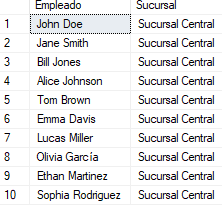 Empleado Sucursal
1 John Doe Sucursal Central
2 Jane Smith Sucursal Central
3 Bill Jones Sucursal Central
4 Alice Johnson Sucursal Central
5 Tom Brown Sucursal Central
6 Emma Davis Sucursal Central
7 Lucas Miller Sucursal Central
8 Olivia García Sucursal Central
9 Ethan Martinez Sucursal Central
10 Sophia Rodriguez Sucursal Central